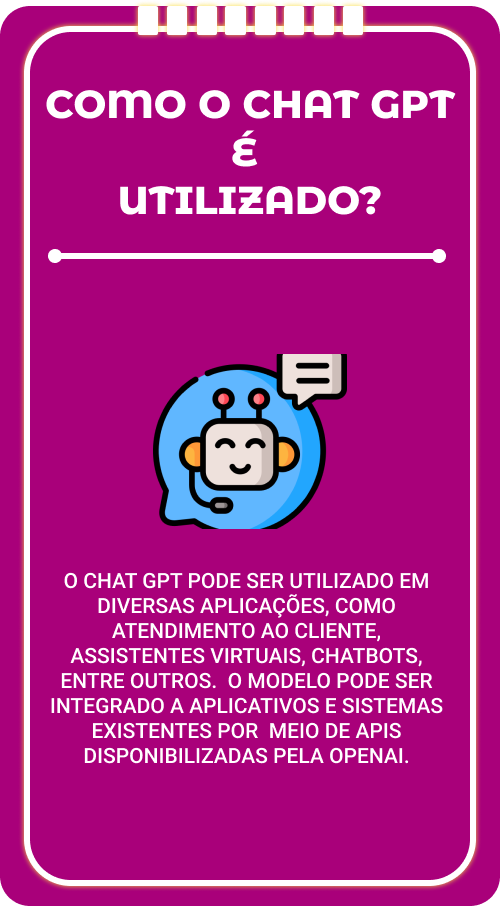 COMO O CHAT GPT
É
UTILIZADO?
O CHAT GPT PODE SER UTILIZADO EM
DIVERSAS APLICAÇÕES, COMO
ATENDIMENTO AO CLIENTE,
ASSISTENTES VIRTUAIS, CHATBOTS,
ENTRE OUTROS.  O MODELO PODE SER
INTEGRADO A APLICATIVOS E SISTEMAS
EXISTENTES POR  MEIO DE APIS
DISPONIBILIZADAS PELA OPENAI.